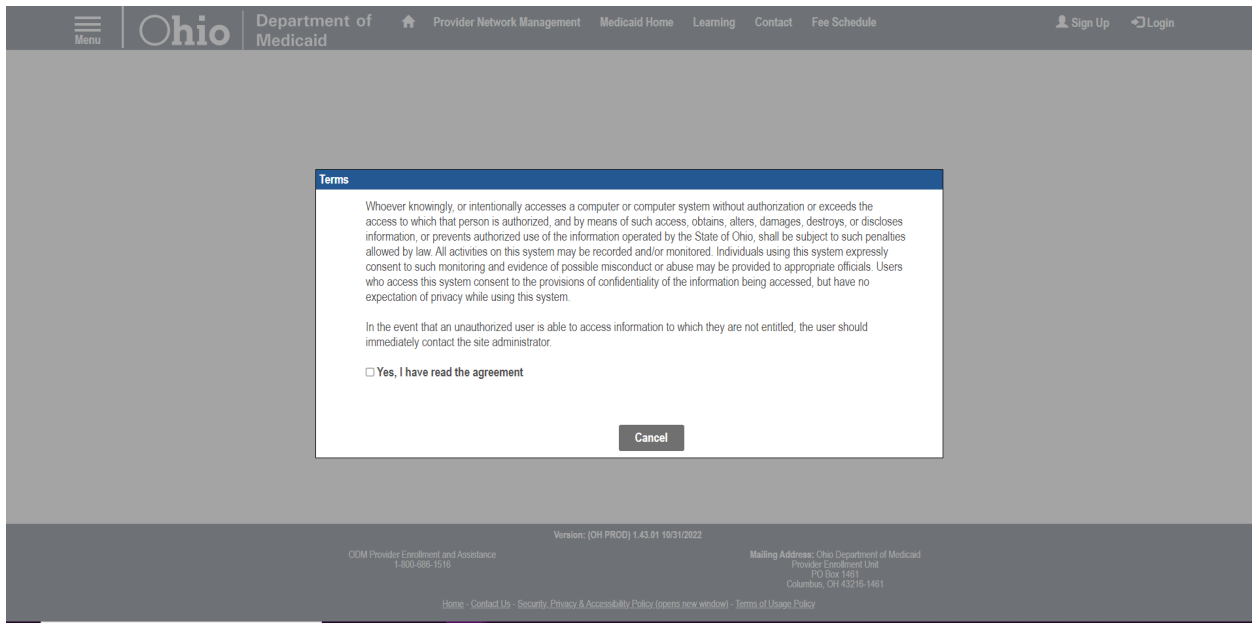 Menu
Ohio
Department of
Medicaid
Provider Network Management Medicaid Home Learning Contact Fee Schedule
Sign Up Login
Terms
Whoever knowingly, or intentionally accesses a computer or computer system without authorization or exceeds the
access to which that person is authorized, and by means of such access, obtains, alters, damages, destroys, or discloses
information, or prevents authorized use of the information operated by the State of Ohio, shall be subject to such penalties
allowed by law. All activities on this system may be recorded and/or monitored. Individuals using this system expressly
consent to such monitoring and evidence of possible misconduct or abuse may be provided to appropriate officials. Users
who access this system consent to the provisions of confidentiality of the information being accessed, but have no
expectation of privacy while using this system.
In the event that an unauthorized user is able to access information to which they are not entitled, the user should
immediately contact the site administrator.
Yes, I have read the agreement
Cancel
Version: (OH PROD) 1.43.01 10/31/2022
ODM Provider Enrollment and Assistance
1-800-686-1516
Mailing Address: Ohio Department of Medicaid
Provider Enrollment Unit
PO Box 1461
Columbus, OH 43216-1461
Home - Contact Us - Security, Privacy & Accessibility Policy (opens new window) - Terms of Usage Policy